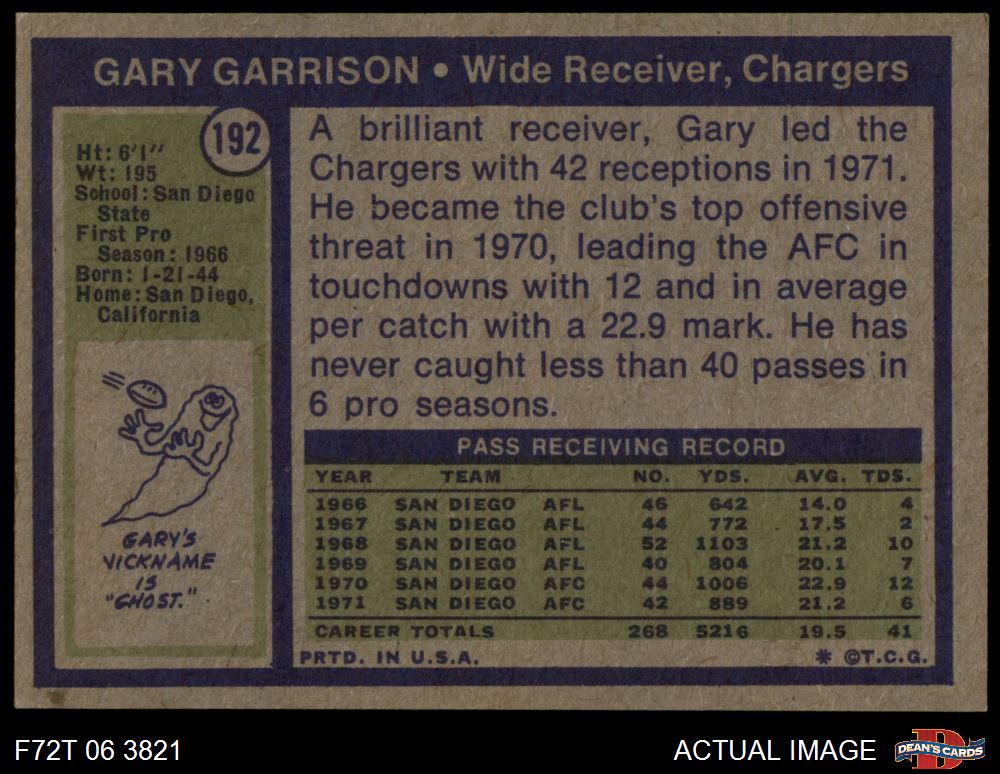 GARY GARRISON • Wide Receiver, Chargers
192
Ht: 6'1"
Wt: 195
School: San Diego
State
First Pro
Season: 1966
Born: 1-21-44
Home: San Diego,
California
GARY'S
NICKNAME
IS
"GHOST."
A brilliant receiver, Gary led the
Chargers with 42 receptions in 1971.
He became the club's top offensive
threat in 1970, leading the AFC in
touchdowns with 12 and in average
per catch with a 22.9 mark. He has
never caught less than 40 passes in
6 pro seasons.
PASS RECEIVING RECORD
YEAR TEAM NO. YDS. AVG. TDS.
1966 SAN DIEGO AFL 46 642 14.0 4
1967 SAN DIEGO AFL 44 772 17.5 2
1968 SAN DIEGO AFL 52 1103 21.2 10
1969 SAN DIEGO AFL 40 804 20.1 7
1970 SAN DIEGO AFC 44 1006 22.9 12
1971 SAN DIEGO AFC 42 889 21.2 6
CAREER TOTALS 268 5216 19.5 41
PRTD. IN U.S.A. * ©T.C.G.
F72T 06 3821
ACTUAL IMAGE
D
DEAN'S CARDS